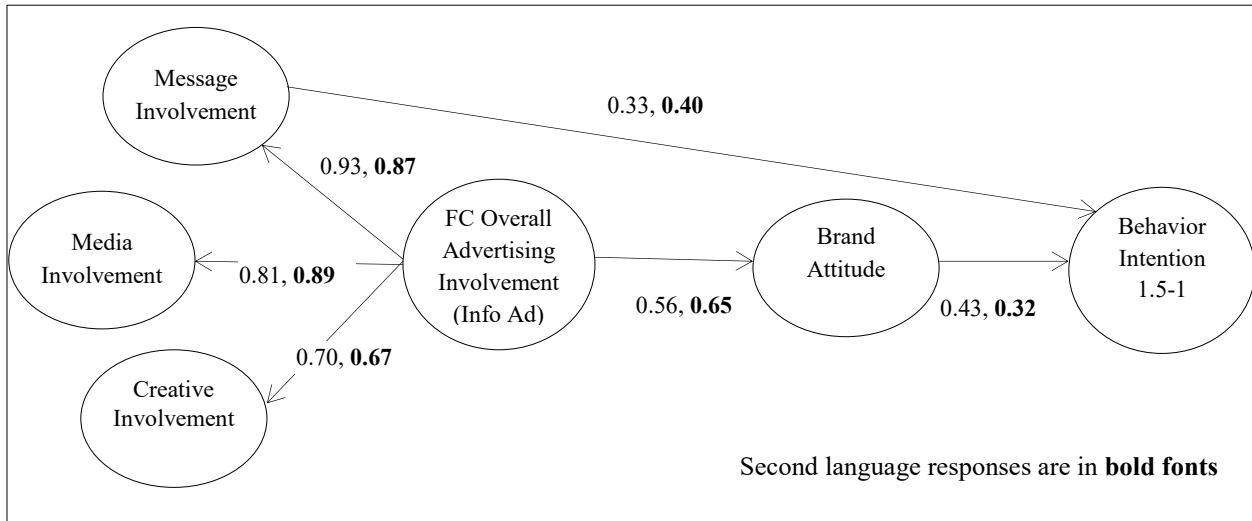 Message
Involvement
0.33, 0.40
0.93, 0.87
FC Overall
Advertising
Involvement
(Info Ad)
Media
Involvement
Brand
Attitude
Behavior
Intention
1.5-1
0.81, 0.89
0.56, 0.65
0.43, 0.32
0.70, 0.67
Creative
Involvement
Second language responses are in bold fonts